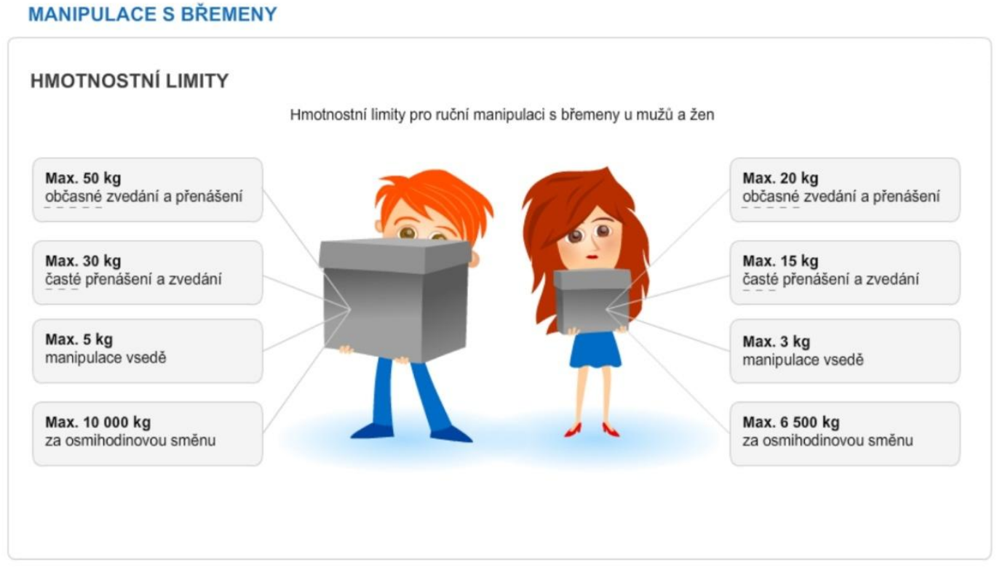 MANIPULACE S BŘEMENY
HMOTNOSTNÍ LIMITY
Hmotnostní limity pro ruční manipulaci s břemeny u mužů a žen
Max. 50 kg
občasné zvedání a přenášení
Max. 30 kg
časté přenášení a zvedání
Max. 5 kg
manipulace vsedě
Max. 10 000 kg
za osmihodinovou směnu
Max. 20 kg
občasné zvedání a přenášení
Max. 15 kg
časté přenášení a zvedání
Max. 3 kg
manipulace vsedě
Max. 6 500 kg
za osmihodinovou směnu